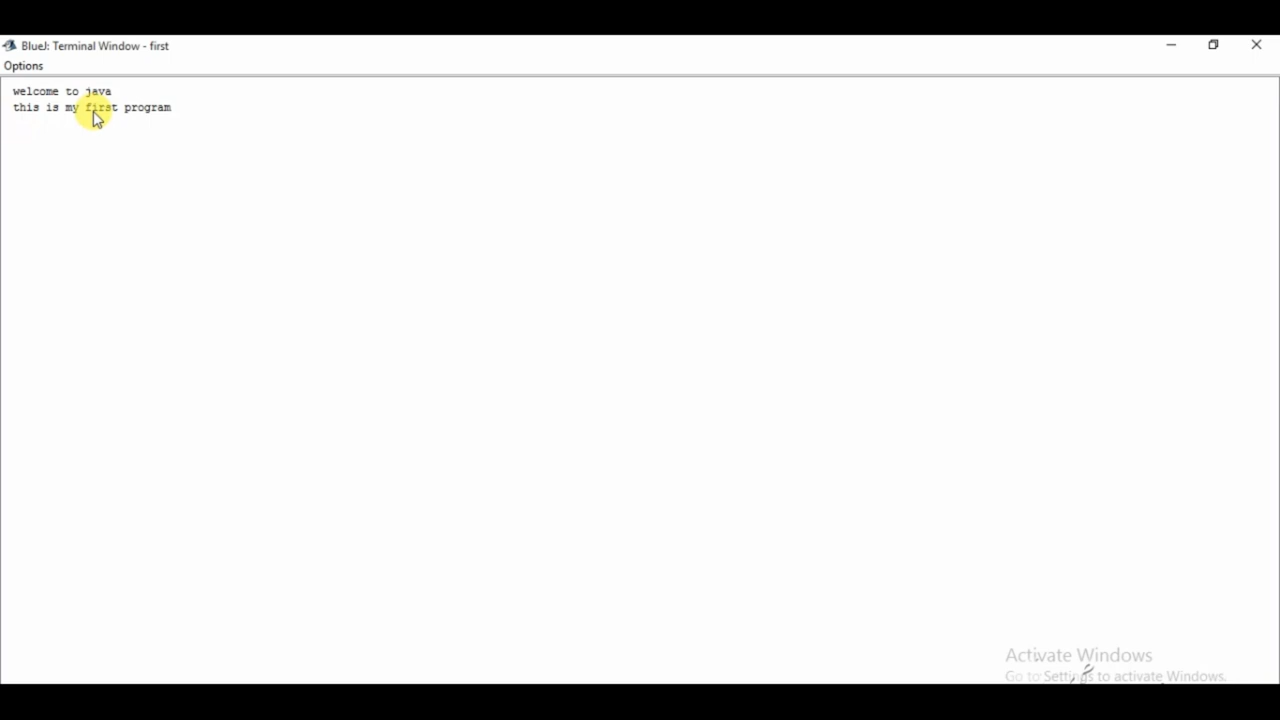 BlueJ: Terminal Window - first
Options
welcome to java
this is my first program
Activate Windows
Go to Settings to activate Windows.